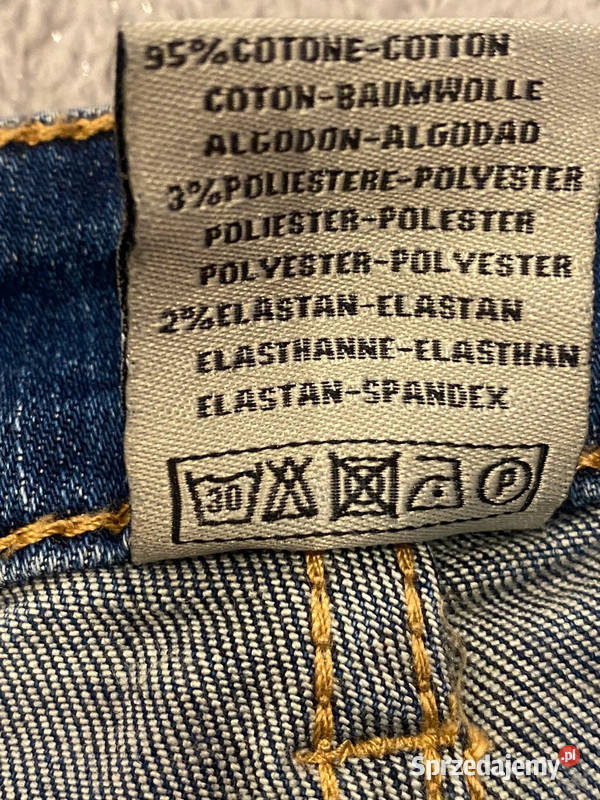 95%COTONE-COTTON
COTON-BAUMWOLLE
ALGODON-ALGODAO
3%POLIESTERE-POLYESTER
POLIESTER-POLESTER
POLYESTER-POLYESTER
2%ELASTAN-ELASTAN
ELASTHANNE-ELASTHAN
ELASTAN-SPANDEX
30 P
Sprzedajemy.pl